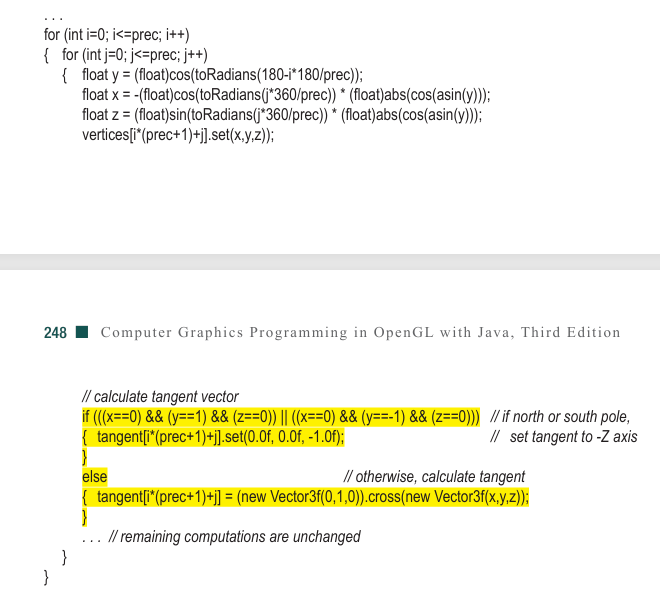 . . .
for (int i=0; i<=prec; i++)
{ for (int j=0; j<=prec; j++)
{ float y = (float)cos(toRadians(180-i*180/prec));
float x = -(float)cos(toRadians(j*360/prec)) * (float)abs(cos(asin(y)));
float z = (float)sin(toRadians(j*360/prec)) * (float)abs(cos(asin(y)));
vertices[i*(prec+1)+j].set(x,y,z));
248 ■ Computer Graphics Programming in OpenGL with Java, Third Edition
// calculate tangent vector
if (((x==0) && (y==1) && (z==0)) || ((x==0) && (y==-1) && (z==0))) // if north or south pole,
{ tangent[i*(prec+1)+j].set(0.0f, 0.0f, -1.0f); // set tangent to -Z axis
}
else // otherwise, calculate tangent
{ tangent[i*(prec+1)+j] = (new Vector3f(0,1,0)).cross(new Vector3f(x,y,z));
}
. . . // remaining computations are unchanged
}
}